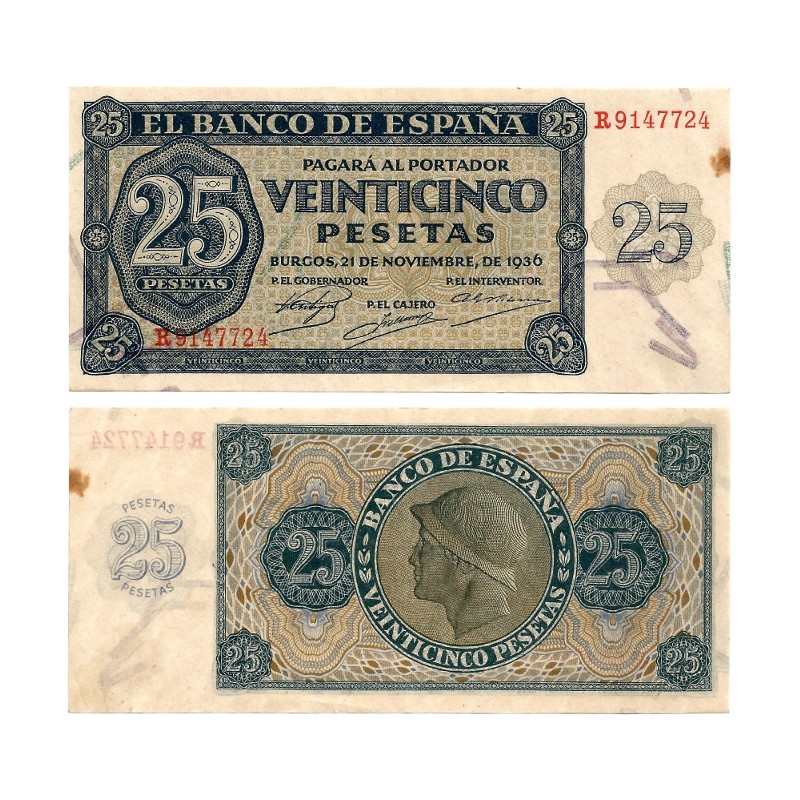 25 EL BANCO DE ESPAÑA 25
R9147724
PAGARÁ AL PORTADOR
25 VEINTICINCO
PESETAS
25
PESETAS
BURGOS, 21 DE NOVIEMBRE, DE 1936
P. EL GOBERNADOR P. EL INTERVENTOR
P. EL CAJERO
R9147724
25 25
VEINTICINCO VEINTICINCO VEINTICINCO
R9147724
25 BANCO DE ESPAÑA 25
PESETAS
25
PESETAS
25 25
VEINTICINCO PESETAS
25 25